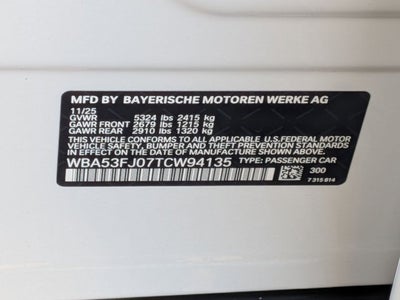 MFD BY BAYERISCHE MOTOREN WERKE AG
11/25
GVWR 5324 lbs 2415 kg
GAWR FRONT 2679 lbs 1215 kg
GAWR REAR 2910 lbs 1320 kg
THIS VEHICLE CONFORMS TO ALL APPLICABLE U.S.FEDERAL MOTOR
VEHICLE SAFETY, BUMPER, AND THEFT PREVENTION STANDARDS
IN EFFECT ON THE DATE OF MANUFACTURE SHOWN ABOVE.
WBA53FJ07TCW94135 TYPE: PASSENGER CAR
300
7 315 614